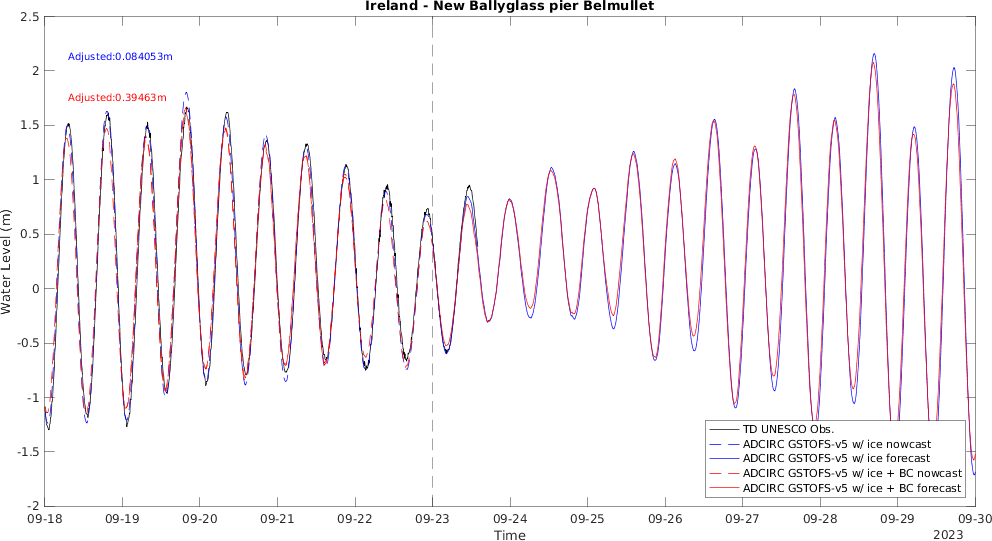 Ireland - New Ballyglass pier Belmullet
2.5
2
1.5
1
0.5
0
-0.5
-1
-1.5
-2
Water Level (m)
Adjusted:0.084053m
Adjusted:0.39463m
TD UNESCO Obs.
ADCIRC GSTOFS-v5 w/ ice nowcast
ADCIRC GSTOFS-v5 w/ ice forecast
ADCIRC GSTOFS-v5 w/ ice + BC nowcast
ADCIRC GSTOFS-v5 w/ ice + BC forecast
09-18 09-19 09-20 09-21 09-22 09-23 09-24 09-25 09-26 09-27 09-28 09-29 09-30
Time
2023